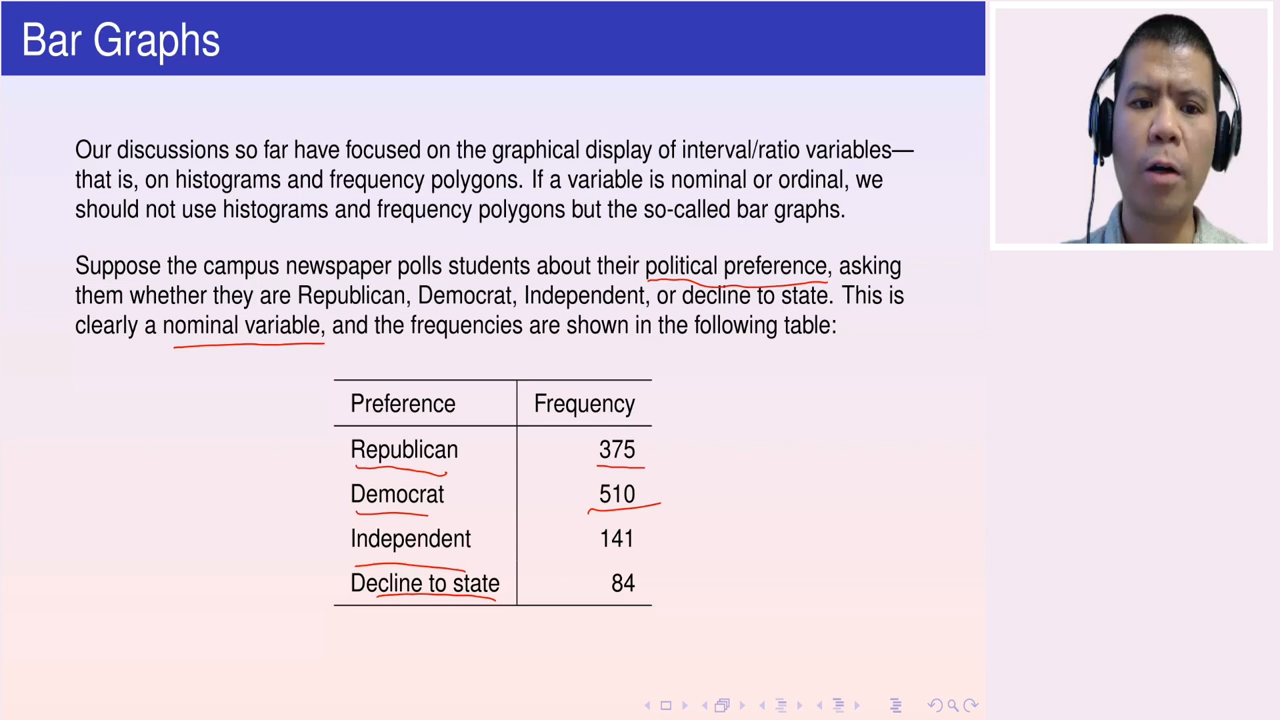 Bar Graphs
Our discussions so far have focused on the graphical display of interval/ratio variables—
that is, on histograms and frequency polygons. If a variable is nominal or ordinal, we
should not use histograms and frequency polygons but the so-called bar graphs.
Suppose the campus newspaper polls students about their political preference, asking
them whether they are Republican, Democrat, Independent, or decline to state. This is
clearly a nominal variable, and the frequencies are shown in the following table:
Preference Frequency
Republican 375
Democrat 510
Independent 141
Decline to state 84